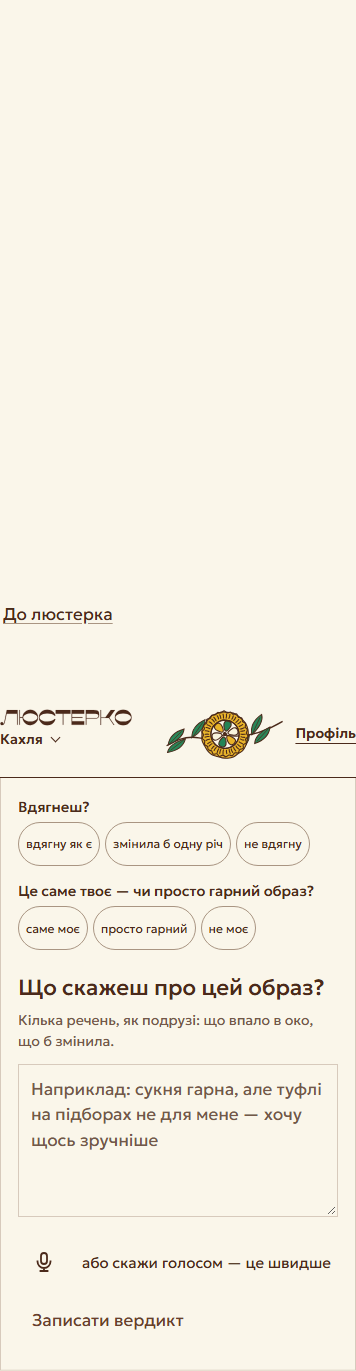 До люстерка
ЛЮСТЕРКО
Кахля
Профіль
Вдягнеш?
вдягну як є
змінила б одну річ
не вдягну
Це саме твоє — чи просто гарний образ?
саме моє
просто гарний
не моє
Що скажеш про цей образ?
Кілька речень, як подрузі: що впало в око,
що б змінила.
Наприклад: сукня гарна, але туфлі
на підборах не для мене — хочу
щось зручніше
або скажи голосом — це швидше
Записати вердикт